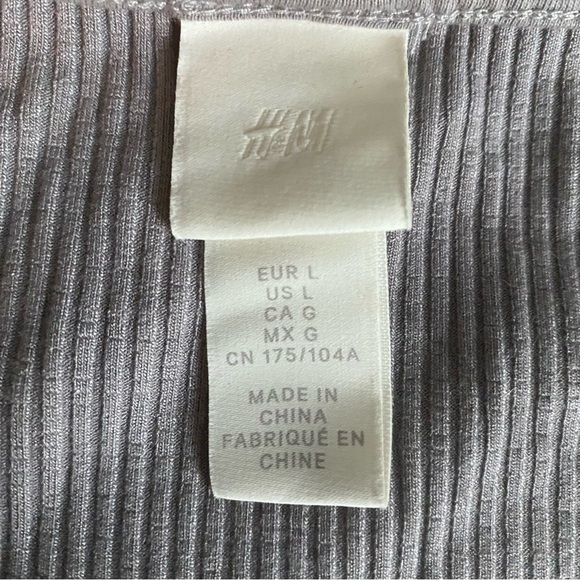 H&M
EUR L
US L
CA G
MX G
CN 175/104A
MADE IN
CHINA
FABRIQUÉ EN
CHINE